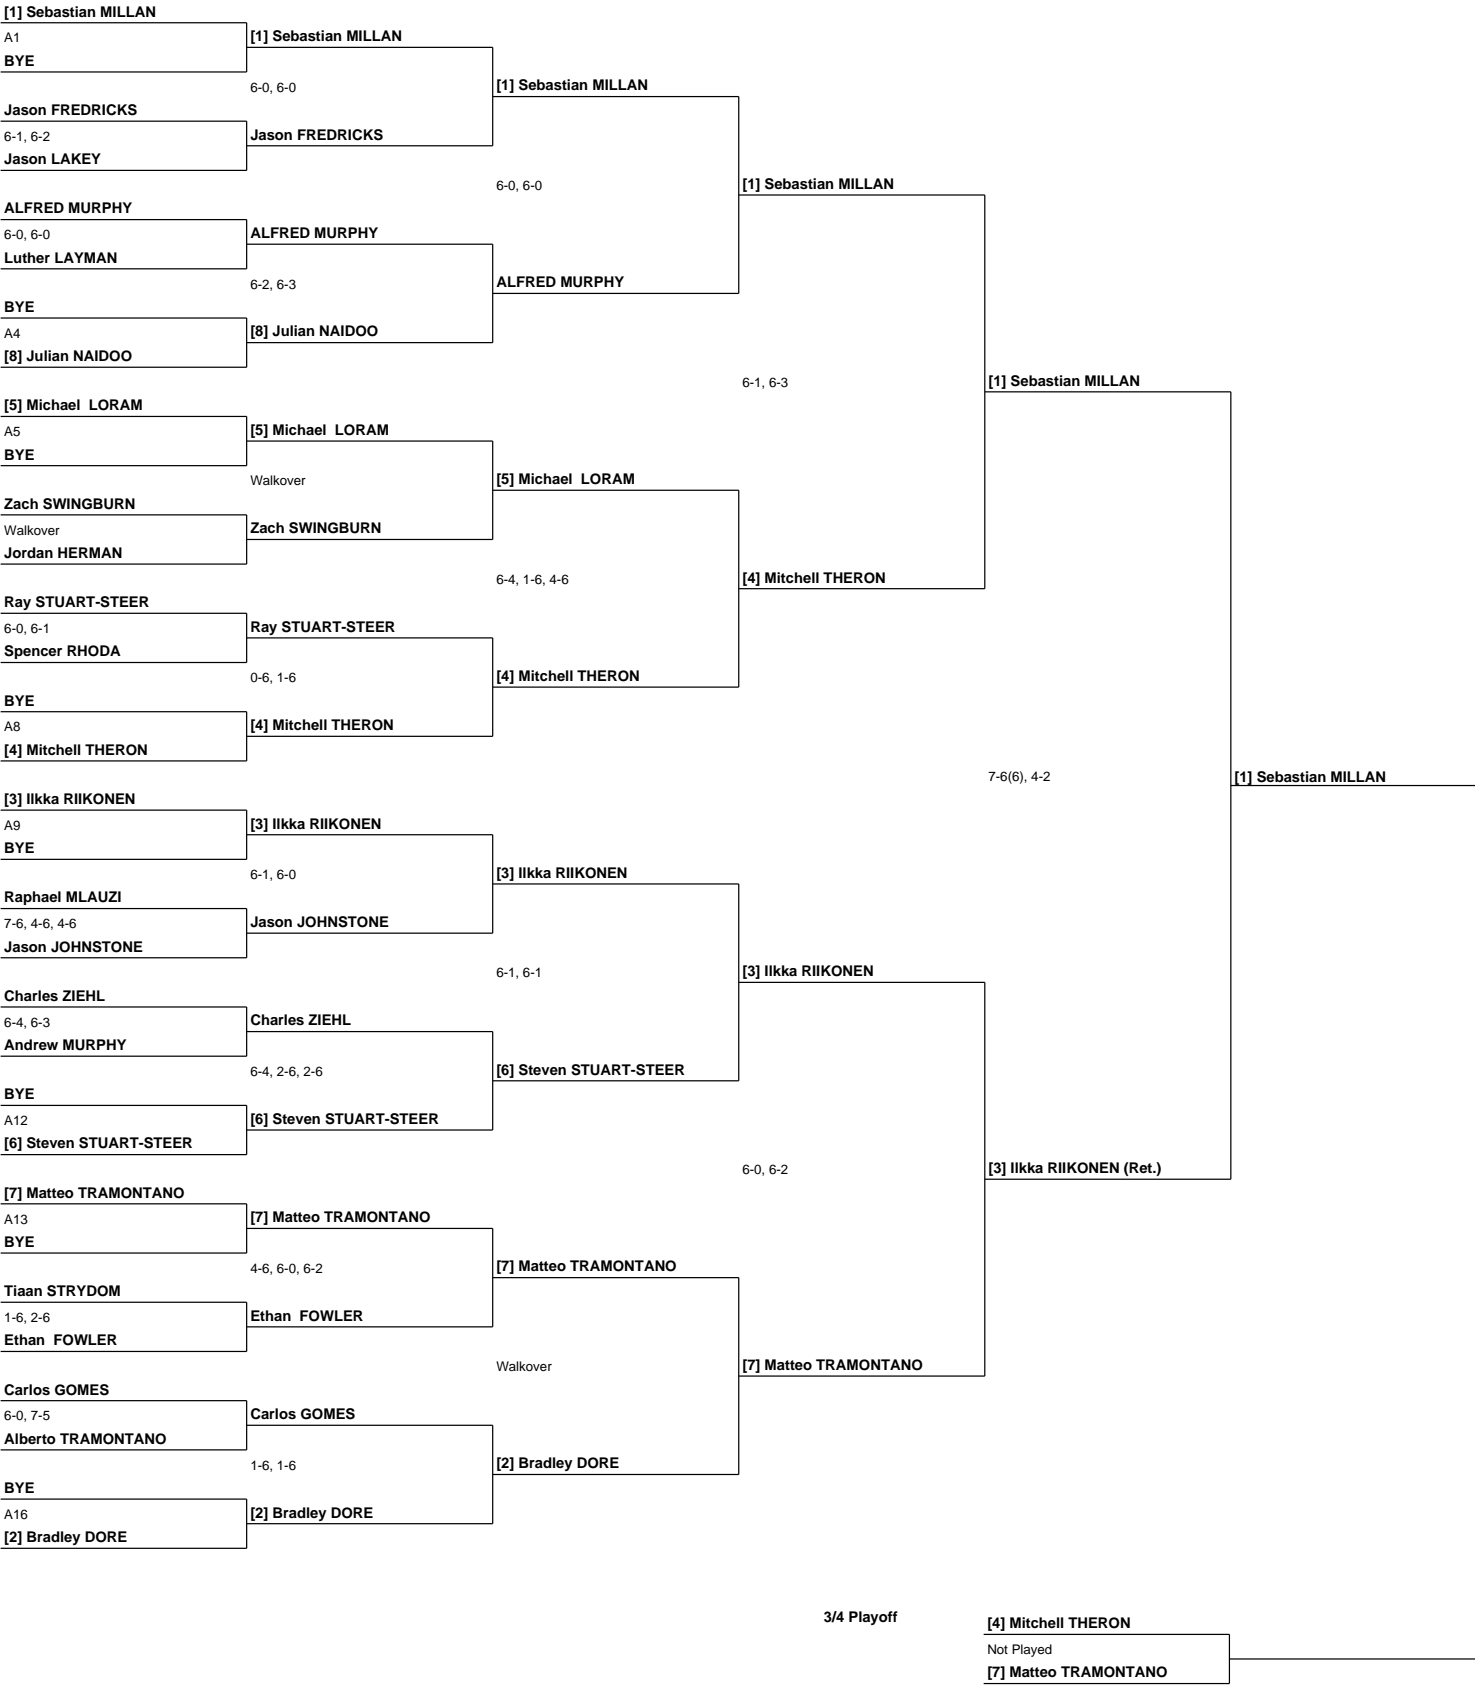 [1] Sebastian MILLAN
A1
[1] Sebastian MILLAN
BYE
6-0, 6-0
[1] Sebastian MILLAN
Jason FREDRICKS
6-1, 6-2
Jason FREDRICKS
Jason LAKEY
6-0, 6-0
[1] Sebastian MILLAN
ALFRED MURPHY
6-0, 6-0
ALFRED MURPHY
Luther LAYMAN
6-2, 6-3
ALFRED MURPHY
BYE
A4
[8] Julian NAIDOO
[8] Julian NAIDOO
6-1, 6-3
[1] Sebastian MILLAN
[5] Michael LORAM
A5
[5] Michael LORAM
BYE
Walkover
[5] Michael LORAM
Zach SWINGBURN
Walkover
Zach SWINGBURN
Jordan HERMAN
6-4, 1-6, 4-6
[4] Mitchell THERON
Ray STUART-STEER
6-0, 6-1
Ray STUART-STEER
Spencer RHODA
0-6, 1-6
[4] Mitchell THERON
BYE
A8
[4] Mitchell THERON
[4] Mitchell THERON
7-6(6), 4-2
[1] Sebastian MILLAN
[3] Ilkka RIIKONEN
A9
[3] Ilkka RIIKONEN
BYE
6-1, 6-0
[3] Ilkka RIIKONEN
Raphael MLAUZI
7-6, 4-6, 4-6
Jason JOHNSTONE
Jason JOHNSTONE
6-1, 6-1
[3] Ilkka RIIKONEN
Charles ZIEHL
6-4, 6-3
Charles ZIEHL
Andrew MURPHY
6-4, 2-6, 2-6
[6] Steven STUART-STEER
BYE
A12
[6] Steven STUART-STEER
[6] Steven STUART-STEER
6-0, 6-2
[3] Ilkka RIIKONEN (Ret.)
[7] Matteo TRAMONTANO
A13
[7] Matteo TRAMONTANO
BYE
4-6, 6-0, 6-2
[7] Matteo TRAMONTANO
Tiaan STRYDOM
1-6, 2-6
Ethan FOWLER
Ethan FOWLER
Walkover
[7] Matteo TRAMONTANO
Carlos GOMES
6-0, 7-5
Carlos GOMES
Alberto TRAMONTANO
1-6, 1-6
[2] Bradley DORE
BYE
A16
[2] Bradley DORE
[2] Bradley DORE
3/4 Playoff
[4] Mitchell THERON
Not Played
[7] Matteo TRAMONTANO